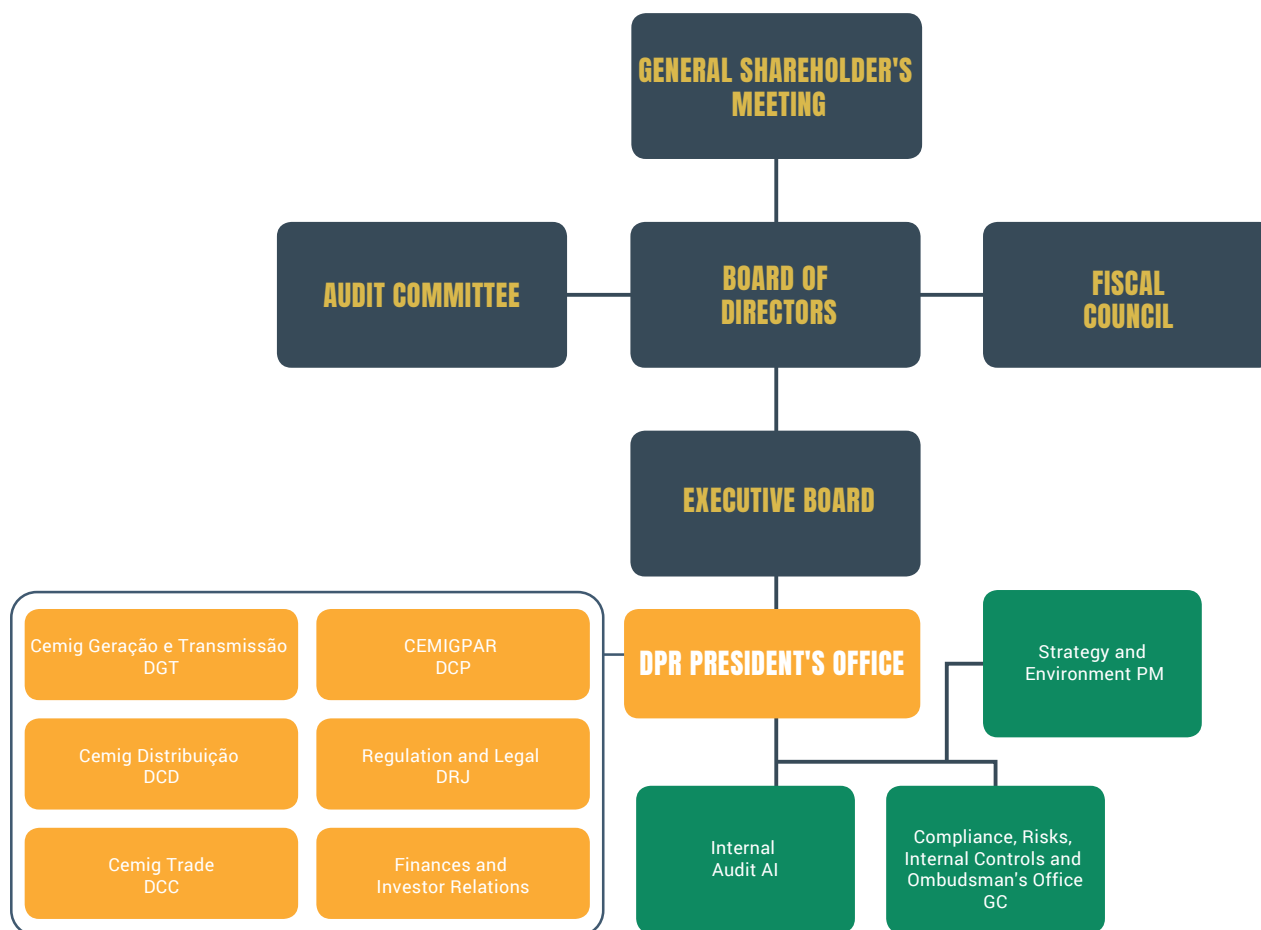 GENERAL SHAREHOLDER'S
MEETING
AUDIT COMMITTEE
BOARD OF
DIRECTORS
FISCAL
COUNCIL
EXECUTIVE BOARD
Cemig Geração e Transmissão
DGT
CEMIGPAR
DCP
DPR PRESIDENT'S OFFICE
Strategy and
Environment PM
Cemig Distribuição
DCD
Regulation and Legal
DRJ
Cemig Trade
DCC
Finances and
Investor Relations
Internal
Audit AI
Compliance, Risks,
Internal Controls and
Ombudsman's Office
GC